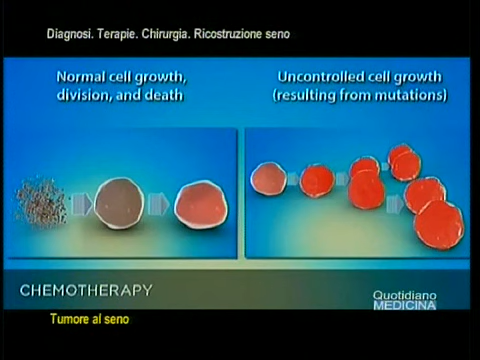 Diagnosi. Terapie. Chirurgia. Ricostruzione seno
Normal cell growth,
division, and death
Uncontrolled cell growth
(resulting from mutations)
CHEMOTHERAPY
Quotidiano
MEDICINA
Tumore al seno